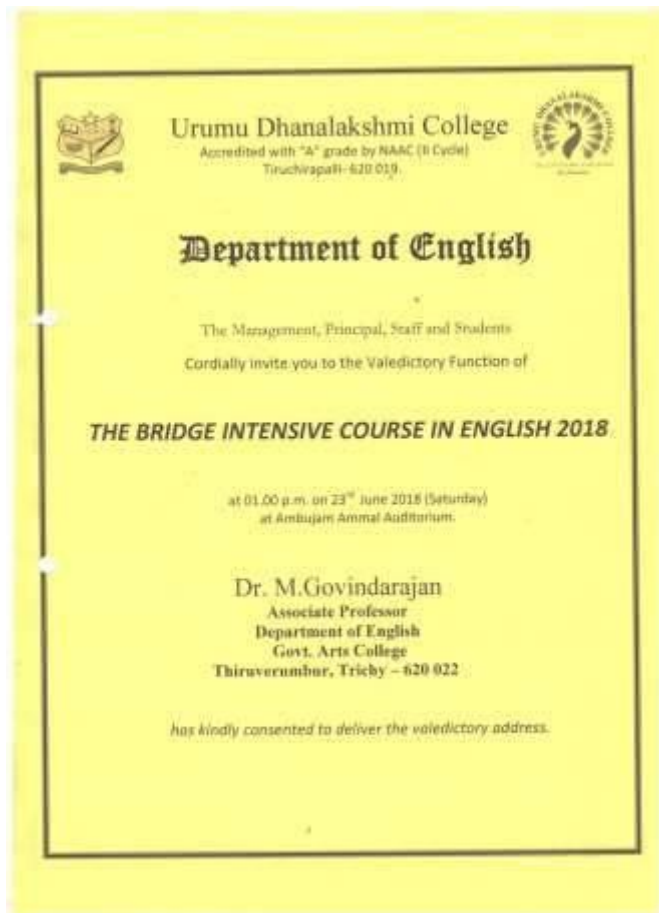 Urumu Dhanalakshmi College
Accredited with "A" grade by NAAC (II Cycle)
Tiruchirapalli- 620 019.
URUMU DHANALAKSHMI COLLEGE
Department of English
The Management, Principal, Staff and Students
Cordially invite you to the Valedictory Function of
THE BRIDGE INTENSIVE COURSE IN ENGLISH 2018
at 01.00 p.m. on 23rd June 2018 (Saturday)
at Ambujam Ammal Auditorium.
Dr. M.Govindarajan
Associate Professor
Department of English
Govt. Arts College
Thiruverumbur, Trichy – 620 022
has kindly consented to deliver the valedictory address.